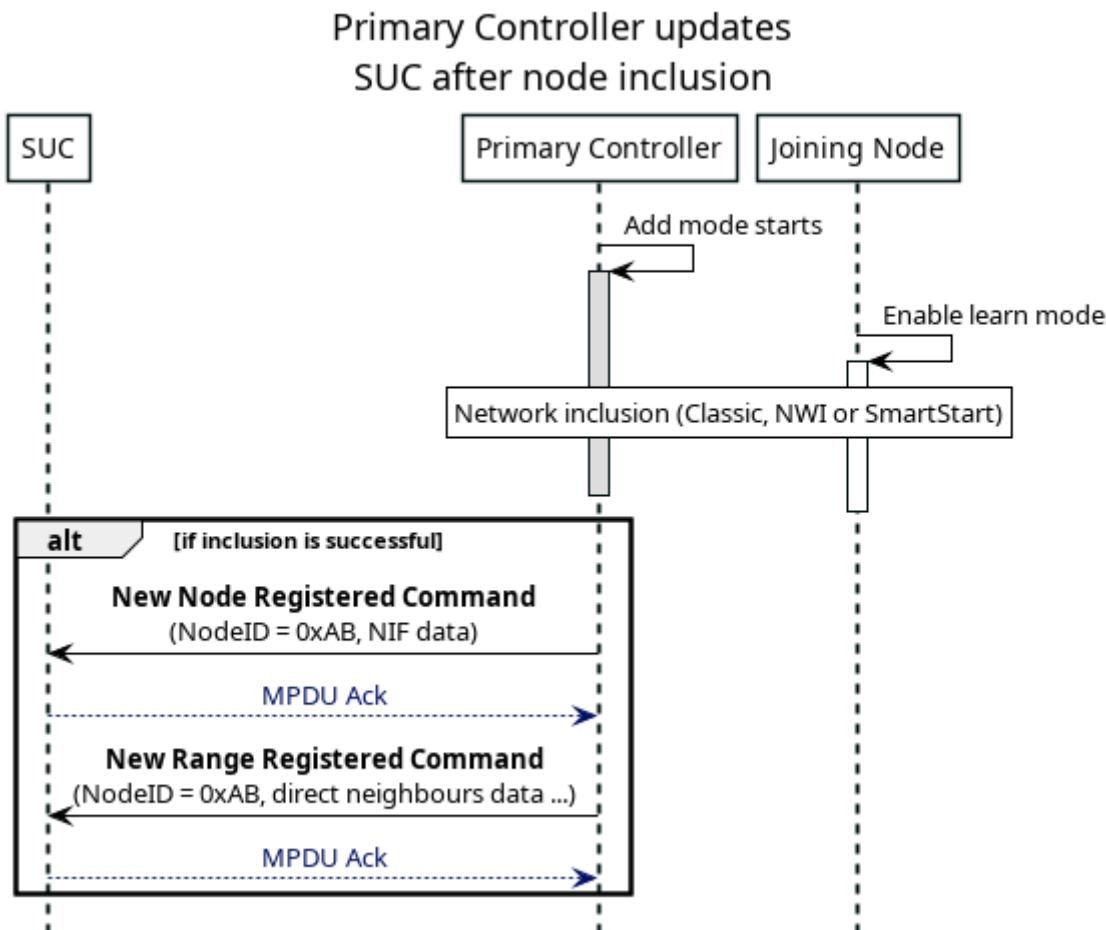 Primary Controller updates
SUC after node inclusion
SUC
Primary Controller
Joining Node
Add mode starts
Enable learn mode
Network inclusion (Classic, NWI or SmartStart)
alt
[if inclusion is successful]
New Node Registered Command
(NodeID = 0xAB, NIF data)
MPDU Ack
New Range Registered Command
(NodeID = 0xAB, direct neighbours data ...)
MPDU Ack